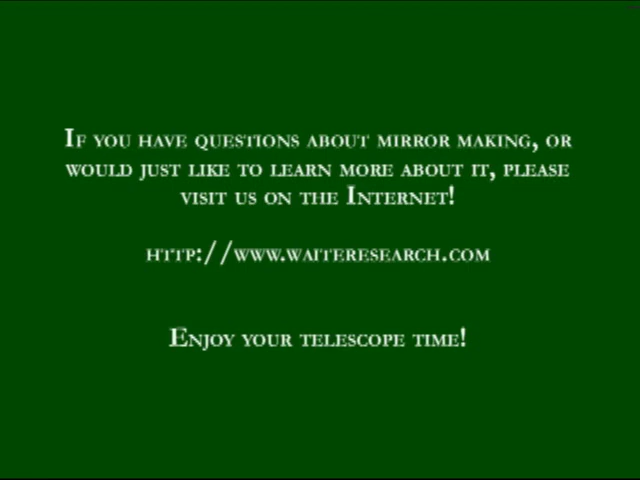 If you have questions about mirror making, or
would just like to learn more about it, please
visit us on the Internet!
http://www.waiteresearch.com
Enjoy your telescope time!